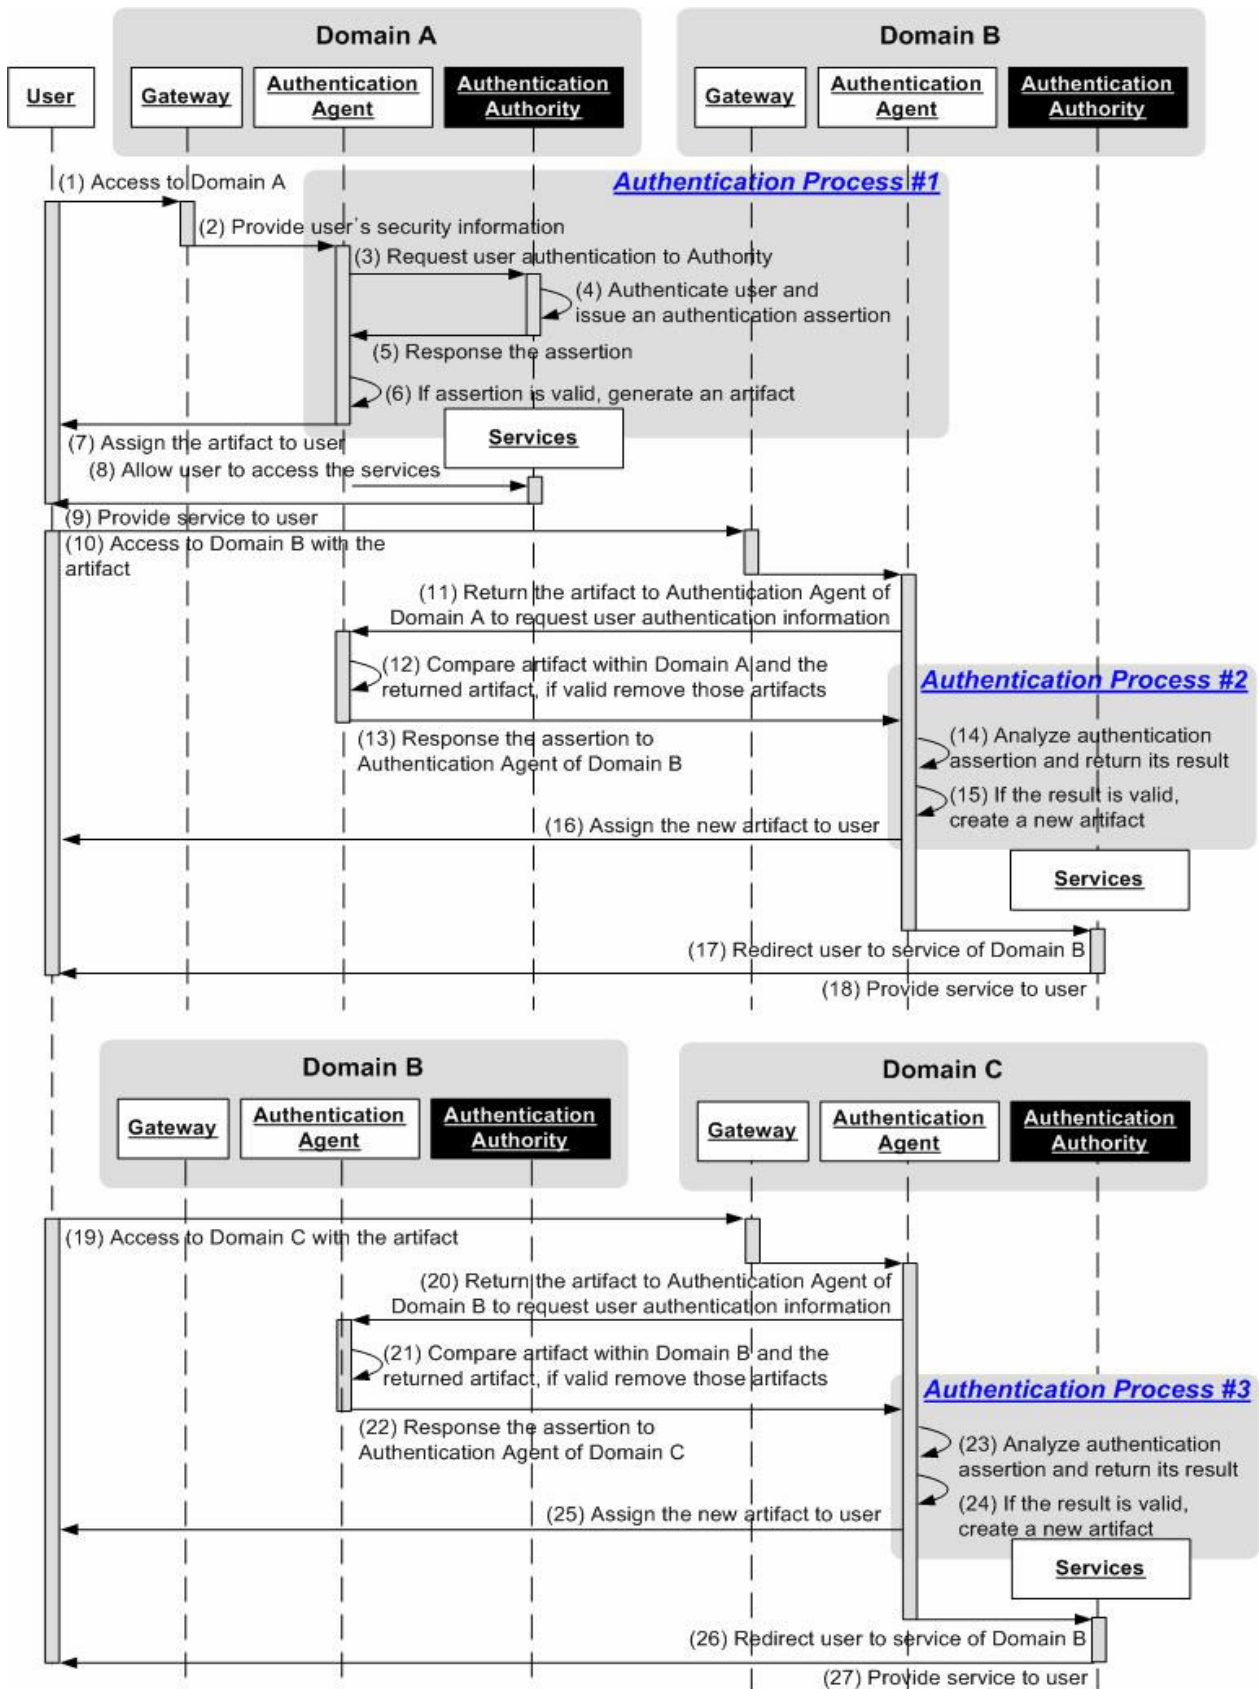 Domain A
Domain B
User
Gateway
Authentication
Agent
Authentication
Authority
Gateway
Authentication
Agent
Authentication
Authority
(1) Access to Domain A
Authentication Process #1
(2) Provide user's security information
(3) Request user authentication to Authority
(4) Authenticate user and
issue an authentication assertion
(5) Response the assertion
(6) If assertion is valid, generate an artifact
Services
(7) Assign the artifact to user
(8) Allow user to access the services
(9) Provide service to user
(10) Access to Domain B with the
artifact
(11) Return the artifact to Authentication Agent of
Domain A to request user authentication information
(12) Compare artifact within Domain A and the
returned artifact, if valid remove those artifacts
Authentication Process #2
(13) Response the assertion to
Authentication Agent of Domain B
(14) Analyze authentication
assertion and return its result
(15) If the result is valid,
create a new artifact
(16) Assign the new artifact to user
Services
(17) Redirect user to service of Domain B
(18) Provide service to user
Domain B
Domain C
Gateway
Authentication
Agent
Authentication
Authority
Gateway
Authentication
Agent
Authentication
Authority
(19) Access to Domain C with the artifact
(20) Return the artifact to Authentication Agent of
Domain B to request user authentication information
(21) Compare artifact within Domain B and the
returned artifact, if valid remove those artifacts
Authentication Process #3
(22) Response the assertion to
Authentication Agent of Domain C
(23) Analyze authentication
assertion and return its result
(24) If the result is valid,
create a new artifact
(25) Assign the new artifact to user
Services
(26) Redirect user to service of Domain B
(27) Provide service to user